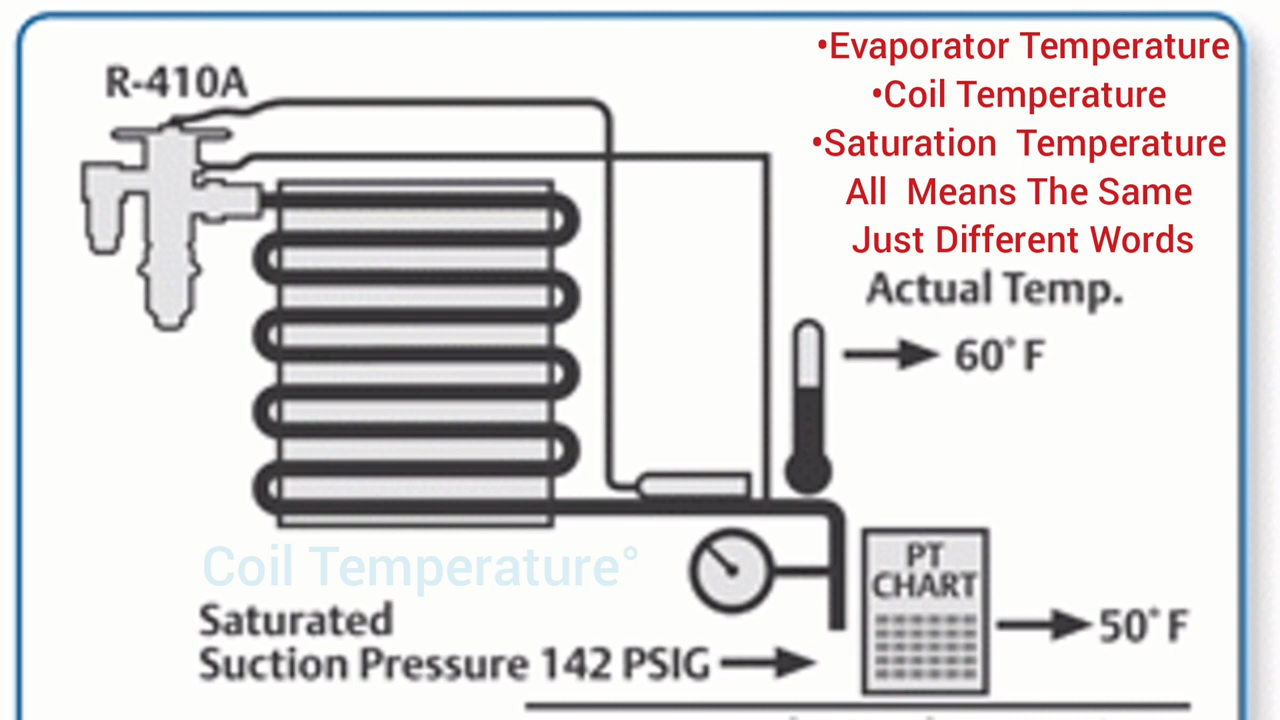 •Evaporator Temperature
•Coil Temperature
•Saturation Temperature
All Means The Same
Just Different Words
R-410A
Actual Temp.
60° F
Coil Temperature°
PT
CHART
50° F
Saturated
Suction Pressure 142 PSIG